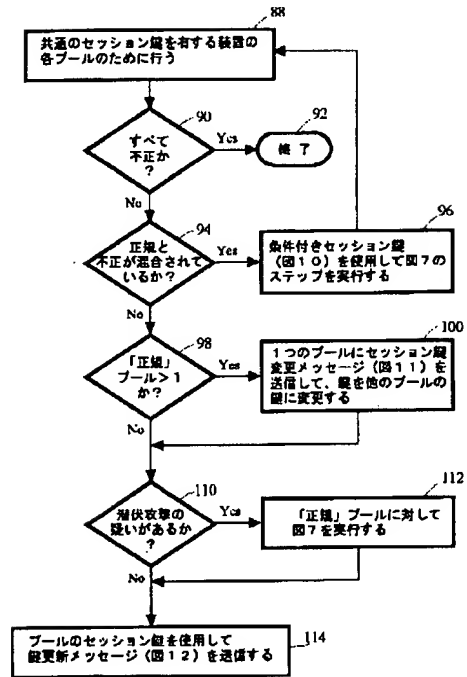 88
共通のセッション鍵を有する装置の
各プールのために行う
90
すべて
不正か
?
Yes
92
終 了
No
94
正規と
不正が混合されて
いるか?
Yes
96
条件付きセッション鍵
(図10)を使用して図7の
ステップを実行する
No
98
「正規」
プール>1
か?
Yes
100
1つのプールにセッション鍵
変更メッセージ(図11)を
送信して、鍵を他のプールの
鍵に変更する
No
110
潜伏攻撃の
疑いがあるか
?
Yes
112
「正規」プールに対して
図7を実行する
No
プールのセッション鍵を使用して
鍵更新メッセージ(図12)を送信する
114